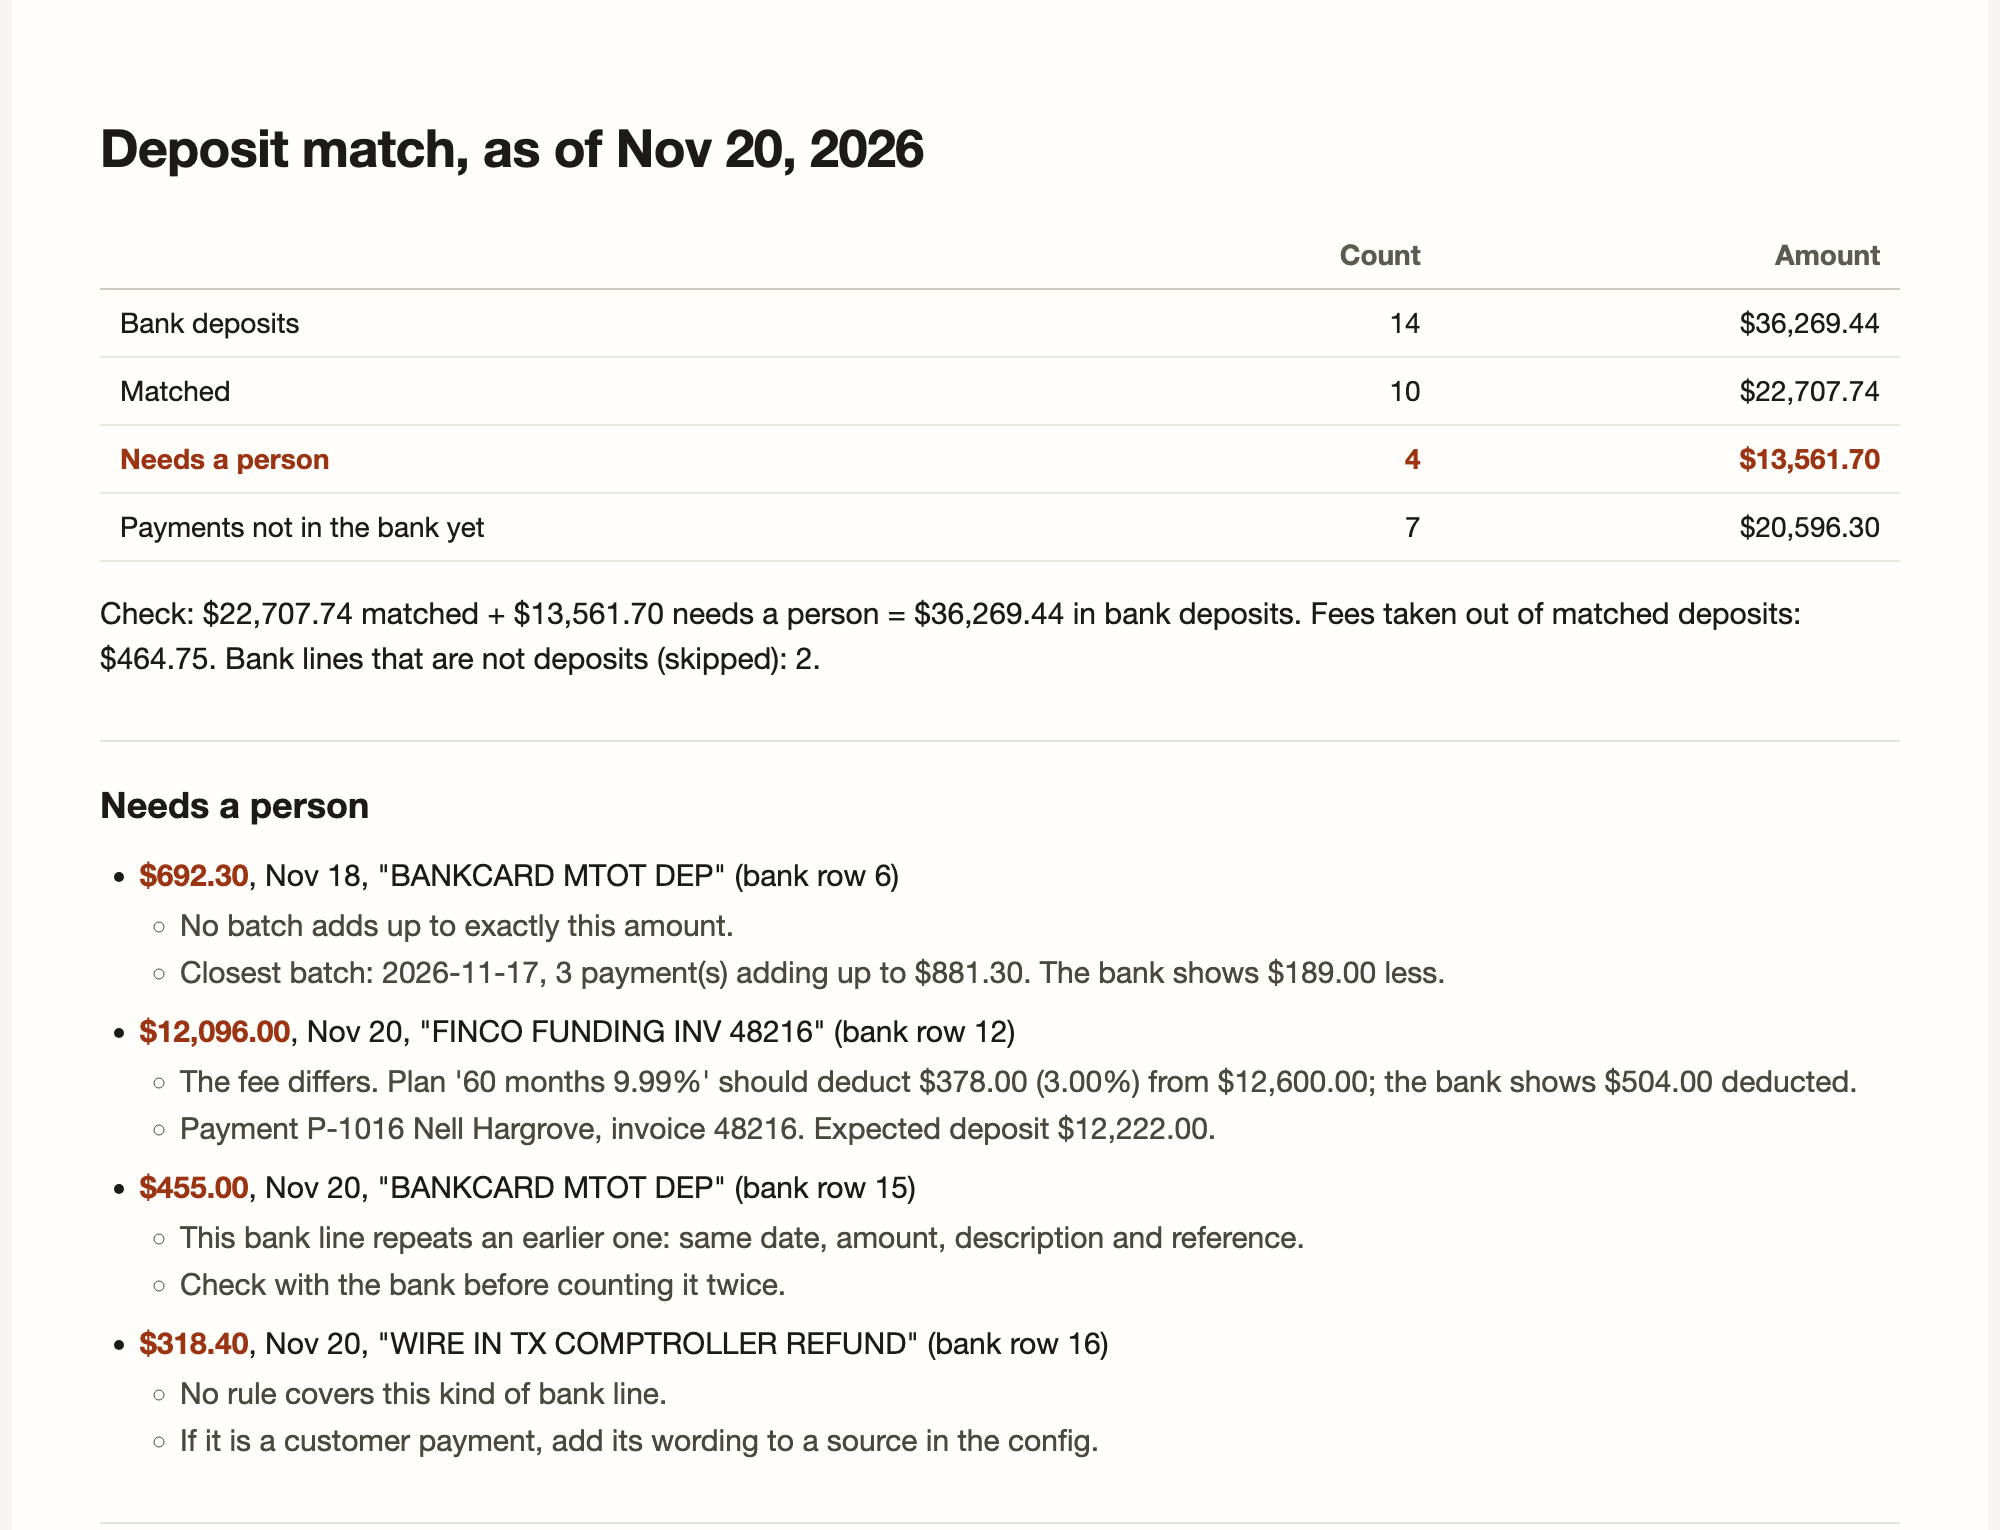 Deposit match, as of Nov 20, 2026
Count Amount
Bank deposits 14 $36,269.44
Matched 10 $22,707.74
Needs a person 4 $13,561.70
Payments not in the bank yet 7 $20,596.30
Check: $22,707.74 matched + $13,561.70 needs a person = $36,269.44 in bank deposits. Fees taken out of matched deposits:
$464.75. Bank lines that are not deposits (skipped): 2.
Needs a person
• $692.30, Nov 18, "BANKCARD MTOT DEP" (bank row 6)
◦ No batch adds up to exactly this amount.
◦ Closest batch: 2026-11-17, 3 payment(s) adding up to $881.30. The bank shows $189.00 less.
• $12,096.00, Nov 20, "FINCO FUNDING INV 48216" (bank row 12)
◦ The fee differs. Plan '60 months 9.99%' should deduct $378.00 (3.00%) from $12,600.00; the bank shows $504.00 deducted.
◦ Payment P-1016 Nell Hargrove, invoice 48216. Expected deposit $12,222.00.
• $455.00, Nov 20, "BANKCARD MTOT DEP" (bank row 15)
◦ This bank line repeats an earlier one: same date, amount, description and reference.
◦ Check with the bank before counting it twice.
• $318.40, Nov 20, "WIRE IN TX COMPTROLLER REFUND" (bank row 16)
◦ No rule covers this kind of bank line.
◦ If it is a customer payment, add its wording to a source in the config.